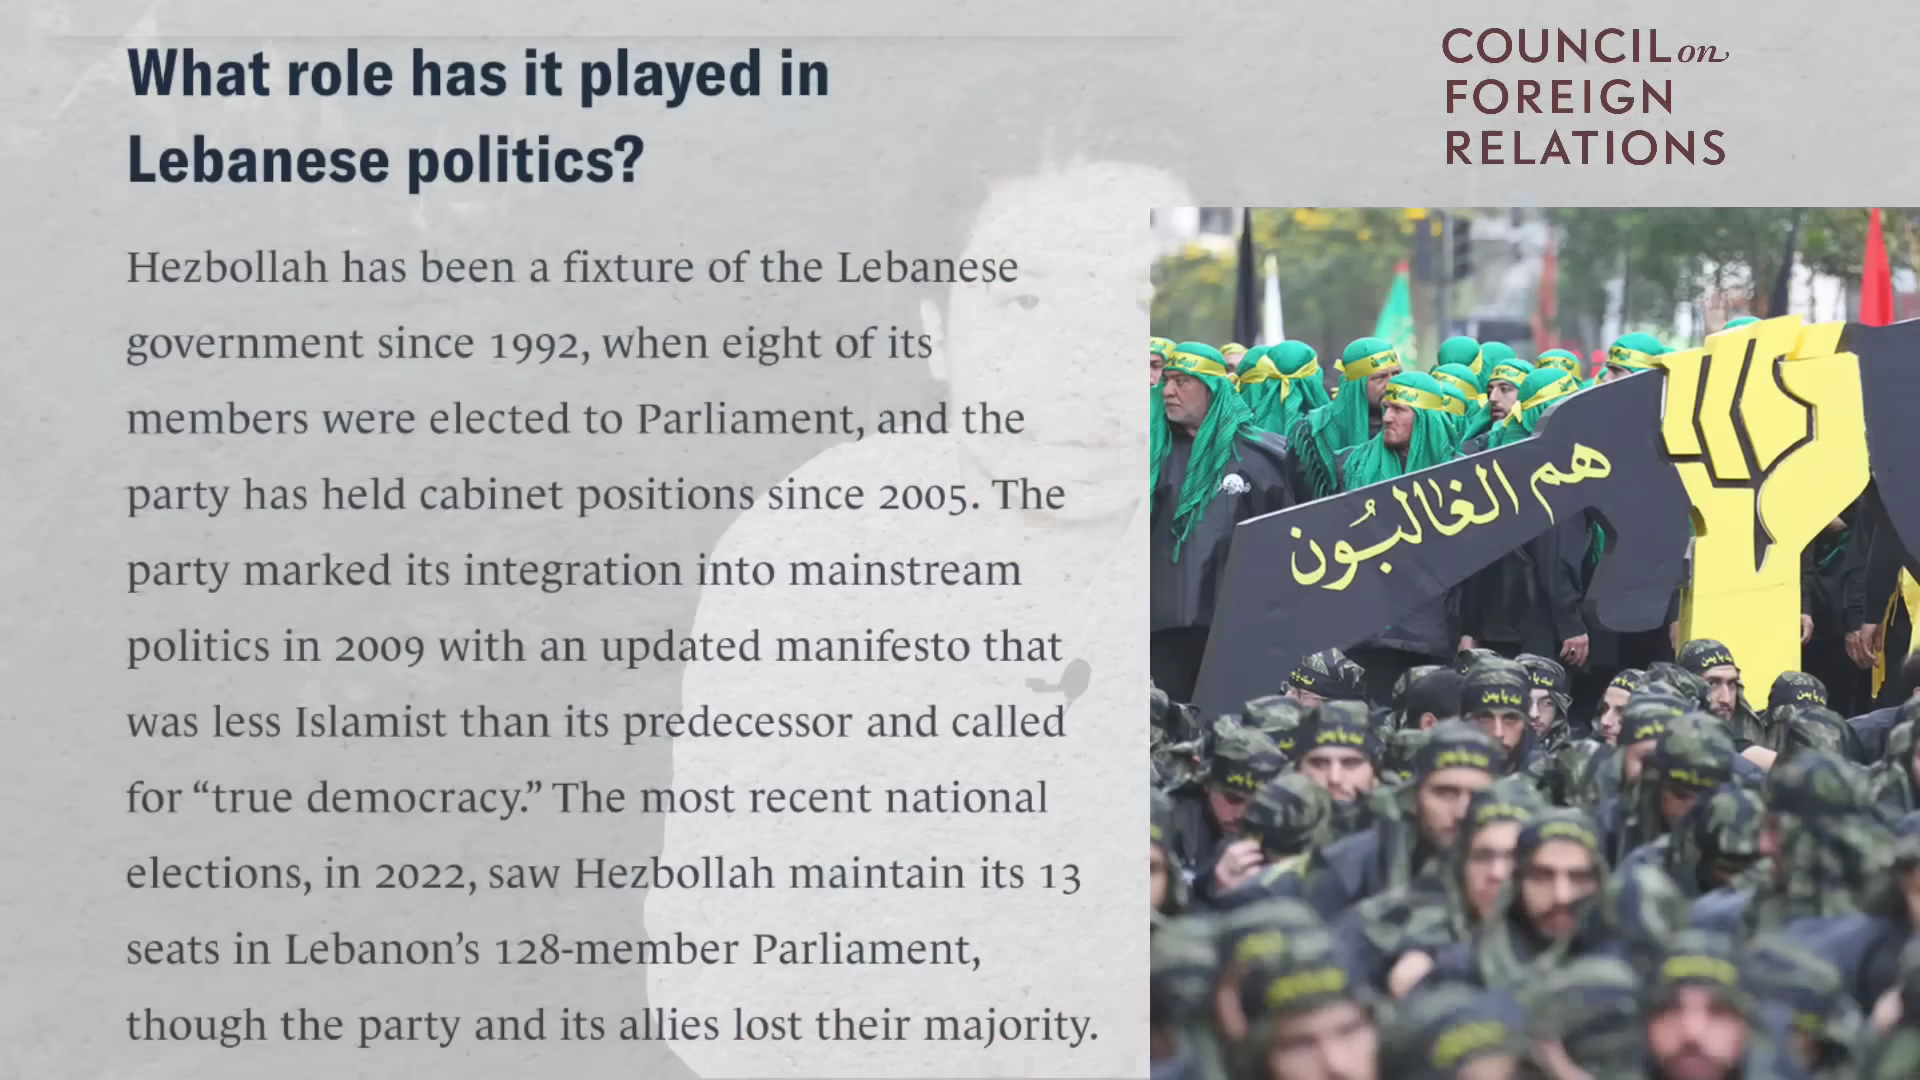 What role has it played in
Lebanese politics?
COUNCIL on
FOREIGN
RELATIONS
Hezbollah has been a fixture of the Lebanese
government since 1992, when eight of its
members were elected to Parliament, and the
party has held cabinet positions since 2005. The
party marked its integration into mainstream
politics in 2009 with an updated manifesto that
was less Islamist than its predecessor and called
for “true democracy.” The most recent national
elections, in 2022, saw Hezbollah maintain its 13
seats in Lebanon’s 128-member Parliament,
though the party and its allies lost their majority.
هم الغالبُون